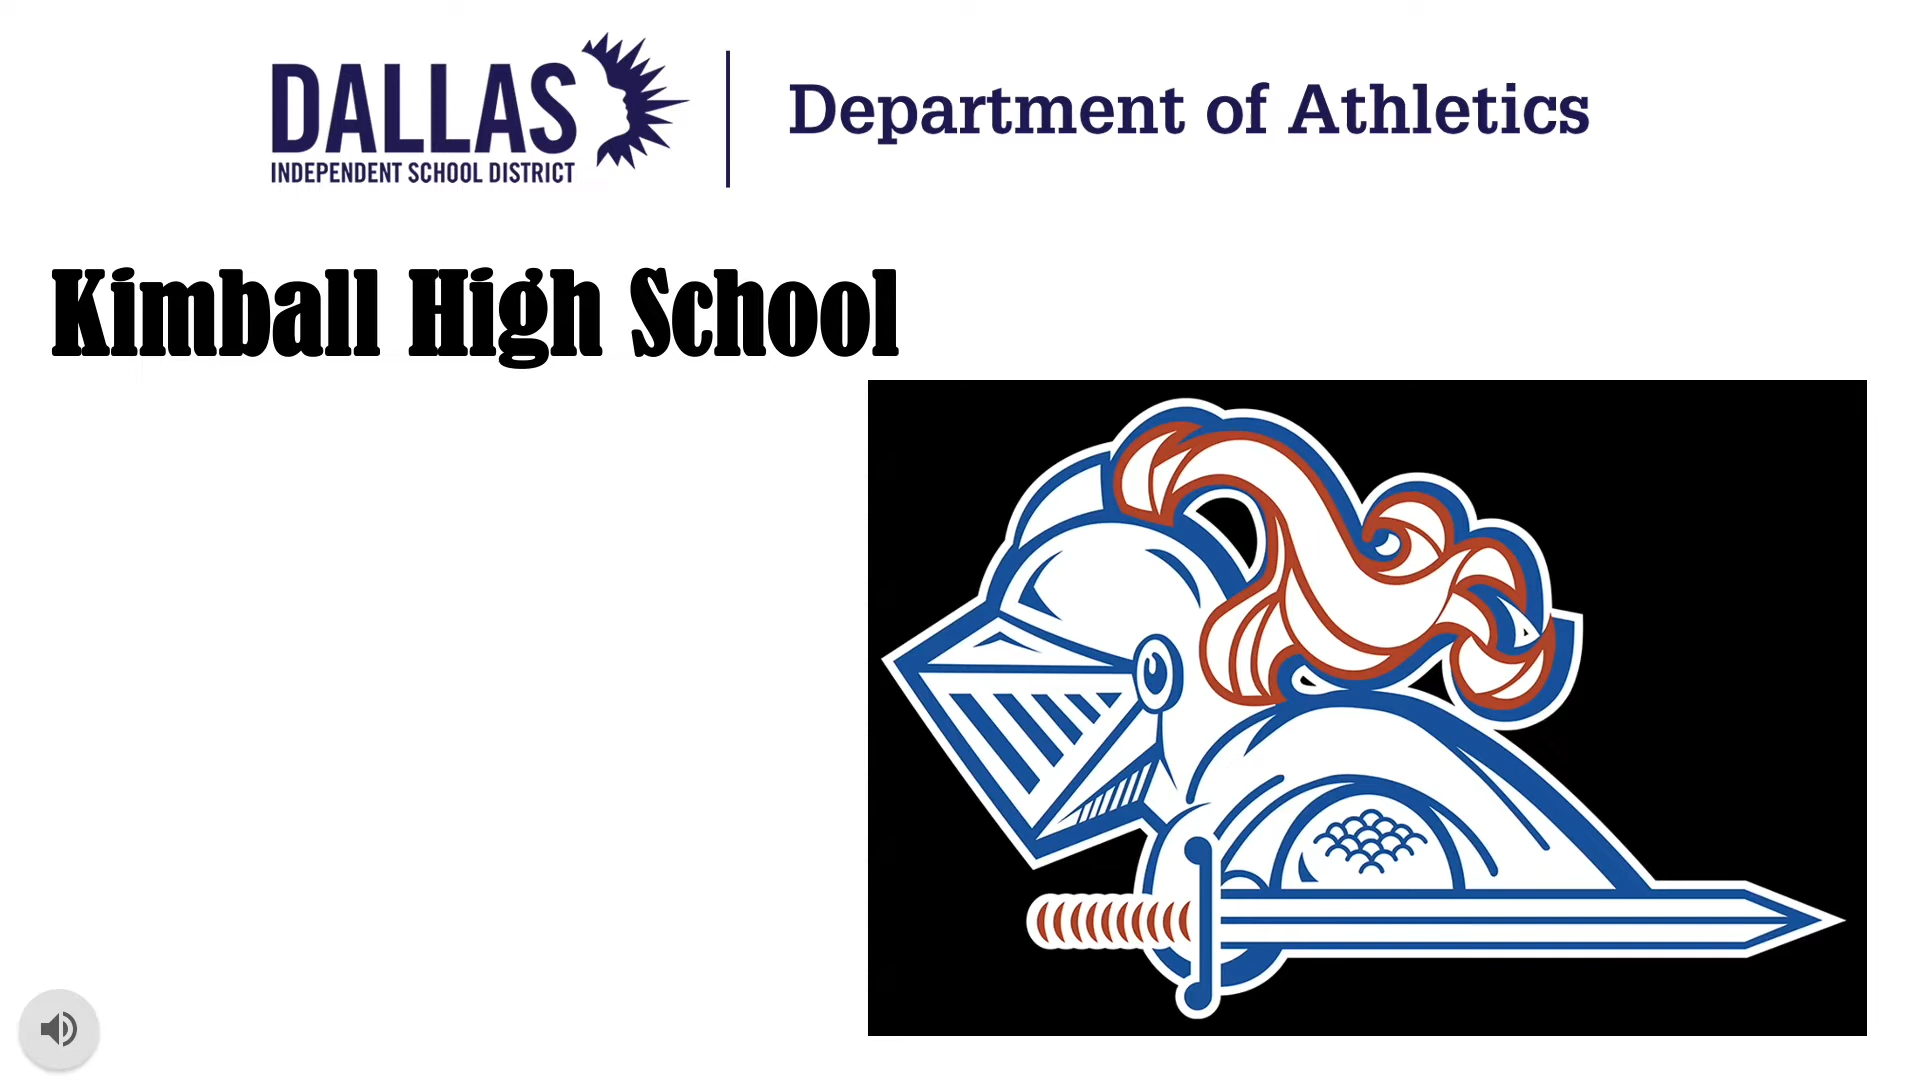 DALLAS
INDEPENDENT SCHOOL DISTRICT
Department of Athletics
Kimball High School